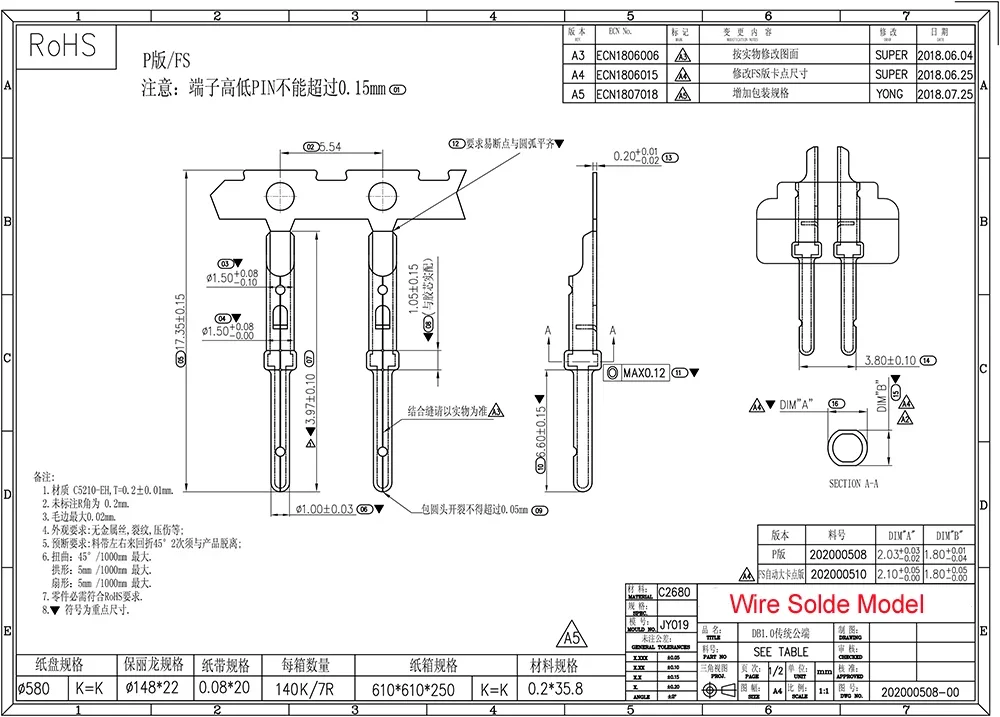 1 2 3 4 5 6 7
A
B
C
D
E
RoHS
P版/FS
注意: 端子高低PIN不能超过0.15mm 01
版本 ECN No. 标记 变更内容 修改 日期
A3 ECN1806006 A3 按实物修改图面 SUPER 2018.06.04
A4 ECN1806015 A4 修改FS版卡点尺寸 SUPER 2018.06.25
A5 ECN1807018 A5 增加包装规格 YONG 2018.07.25
02 5.54
12 要求易断点与圆弧平齐▼
0.20+0.01 -0.02 13
03▼
ø1.50+0.08 -0.10
04▼
ø1.50+0.08 -0.00
05 17.35±0.15
07
▼3.97±0.10
1.05±0.15
(与胶芯实配)
08▼
A A
MAX0.12 11▼
10 6.60±0.15▼
结合缝请以实物为准 A3
ø1.00±0.03 06▼
包圆头开裂不得超过0.05mm 09
3.80±0.10 14
A4 ▼ DIM"A" 16
DIM"B" 15▼
A4
A2
SECTION A-A
备注:
1.材质 C5210-EH,T=0.2±0.01mm.
2.未标注R角为 0.2mm.
3.毛边最大0.02mm.
4.外观要求:无金属丝,裂纹,压伤等;
5.预断要求:料带左右来回折45°2次须与产品脱离;
6.扭曲: 45°/1000mm 最大.
拱形: 5mm /1000mm 最大.
扇形: 5mm /1000mm 最大.
7.零件必需符合RoHS要求.
8.▼ 符号为重点尺寸.
版本 料号 DIM"A" DIM"B"
P版 202000508 2.03+0.03 -0.02 1.80+0.01 -0.04
A4 FS自动大卡点版 202000510 2.10+0.05 -0.00 1.80+0.05 -0.00
A5
材料: MATERIAL C2680
规格: SPEC.
模号: MOULD NO. JY019
未注公差:
GENERAL TOLERANCES
X.XXX ±0.05
X.XX ±0.10
X.X ±0.15
X. ±0.20
ANGLE ±2°
Wire Solde Model
品名: TITLE DB1.0传统公端 制图: DRAWING
料号: PART NO SEE TABLE 审核: CHECKED
三角视图 PROJ. 页次: PAGE 1/2 单位: UNIT mm 核准: APPROVED
图幅: SIZE A4 比例: SCALE 1:1 图号: DWG NO. 202000508-00
纸盘规格 保丽龙规格 纸带规格 每箱数量 纸箱规格 材料规格
ø580 K=K ø148*22 0.08*20 140K/7R 610*610*250 K=K 0.2*35.8
1 2 3 4 5 6 7